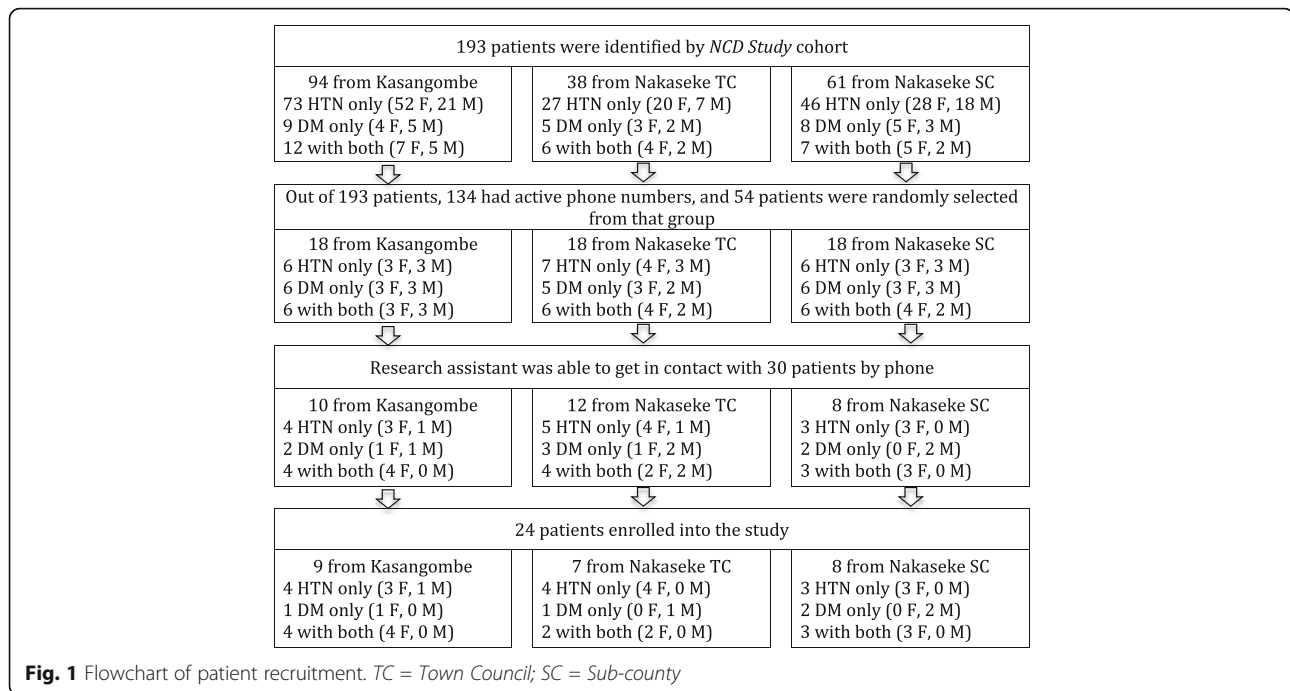 193 patients were identified by NCD Study cohort
94 from Kasangombe
73 HTN only (52 F, 21 M)
9 DM only (4 F, 5 M)
12 with both (7 F, 5 M)
38 from Nakaseke TC
27 HTN only (20 F, 7 M)
5 DM only (3 F, 2 M)
6 with both (4 F, 2 M)
61 from Nakaseke SC
46 HTN only (28 F, 18 M)
8 DM only (5 F, 3 M)
7 with both (5 F, 2 M)
Out of 193 patients, 134 had active phone numbers, and 54 patients were randomly selected
from that group
18 from Kasangombe
6 HTN only (3 F, 3 M)
6 DM only (3 F, 3 M)
6 with both (3 F, 3 M)
18 from Nakaseke TC
7 HTN only (4 F, 3 M)
5 DM only (3 F, 2 M)
6 with both (4 F, 2 M)
18 from Nakaseke SC
6 HTN only (3 F, 3 M)
6 DM only (3 F, 3 M)
6 with both (4 F, 2 M)
Research assistant was able to get in contact with 30 patients by phone
10 from Kasangombe
4 HTN only (3 F, 1 M)
2 DM only (1 F, 1 M)
4 with both (4 F, 0 M)
12 from Nakaseke TC
5 HTN only (4 F, 1 M)
3 DM only (1 F, 2 M)
4 with both (2 F, 2 M)
8 from Nakaseke SC
3 HTN only (3 F, 0 M)
2 DM only (0 F, 2 M)
3 with both (3 F, 0 M)
24 patients enrolled into the study
9 from Kasangombe
4 HTN only (3 F, 1 M)
1 DM only (1 F, 0 M)
4 with both (4 F, 0 M)
7 from Nakaseke TC
4 HTN only (4 F, 0 M)
1 DM only (0 F, 1 M)
2 with both (2 F, 0 M)
8 from Nakaseke SC
3 HTN only (3 F, 0 M)
2 DM only (0 F, 2 M)
3 with both (3 F, 0 M)
Fig. 1 Flowchart of patient recruitment. TC = Town Council; SC = Sub-county